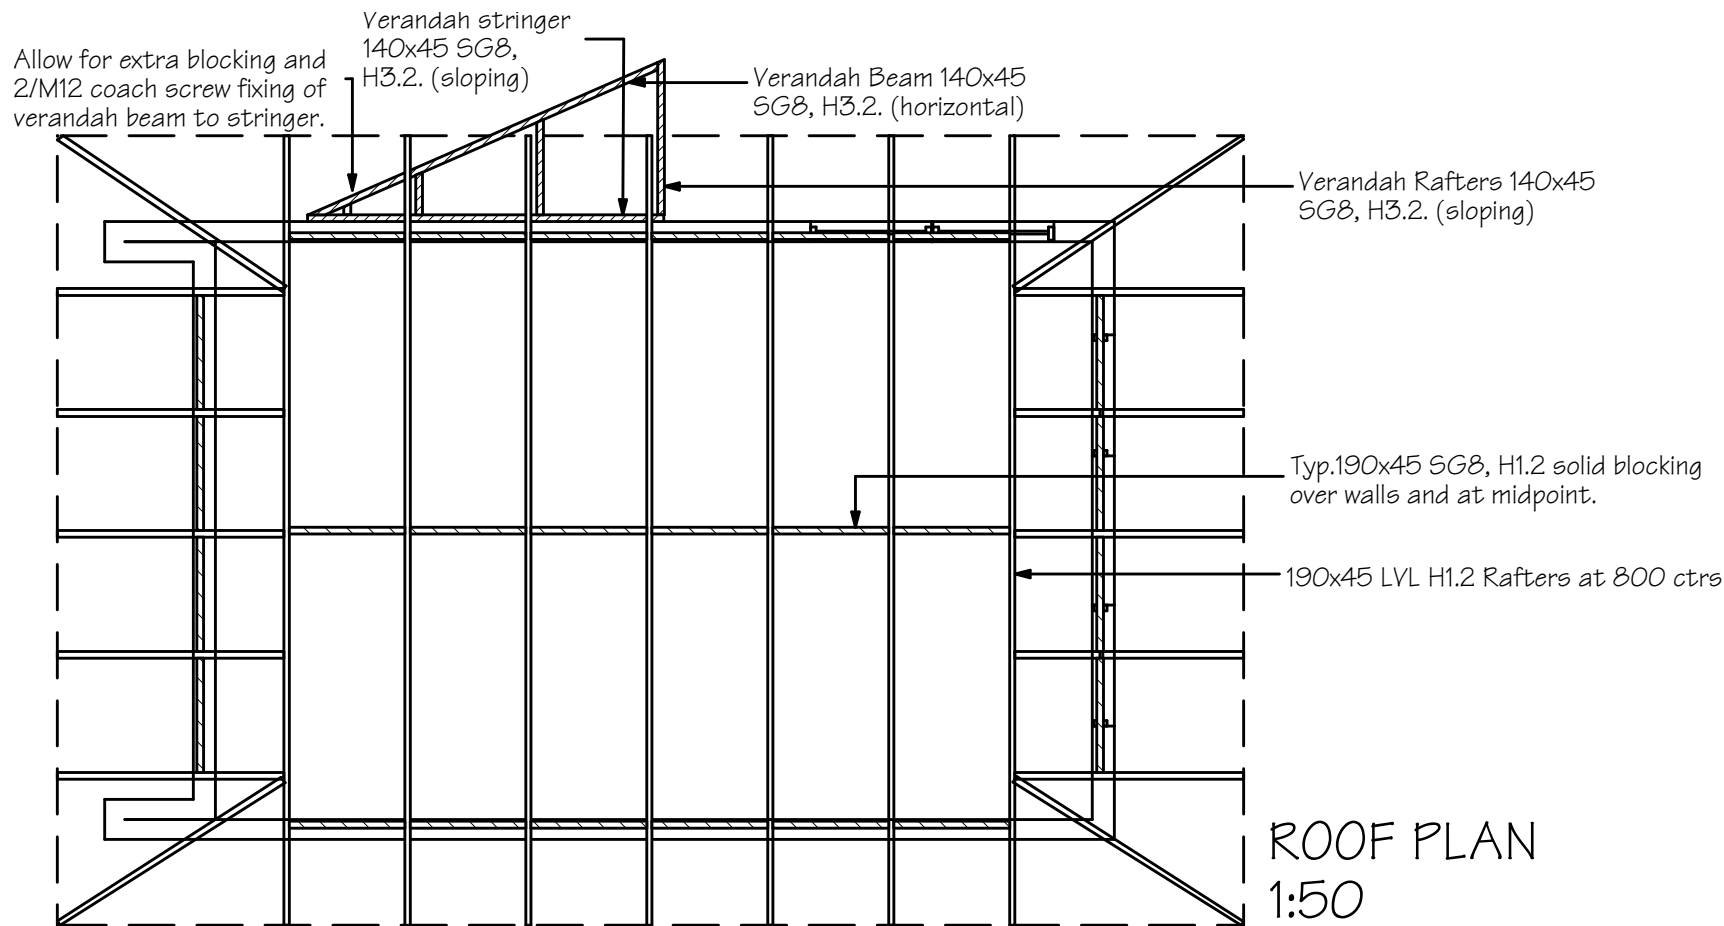 Verandah stringer
140x45 SG8,
H3.2. (sloping)
Allow for extra blocking and
2/M12 coach screw fixing of
verandah beam to stringer.
Verandah Beam 140x45
SG8, H3.2. (horizontal)
Verandah Rafters 140x45
SG8, H3.2. (sloping)
Typ.190x45 SG8, H1.2 solid blocking
over walls and at midpoint.
190x45 LVL H1.2 Rafters at 800 ctrs
ROOF PLAN
1:50